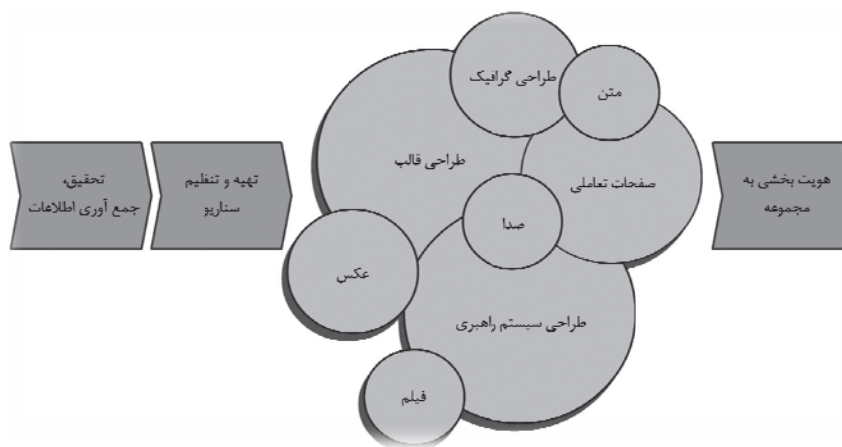 تحقیق،
جمع آوری اطلاعات
تهیه و تنظیم
سناریو
طراحی گرافیک
متن
طراحی قالب
صفحات تعاملی
صدا
عکس
طراحی سیستم راهبری
فیلم
هویت بخشی به
مجموعه